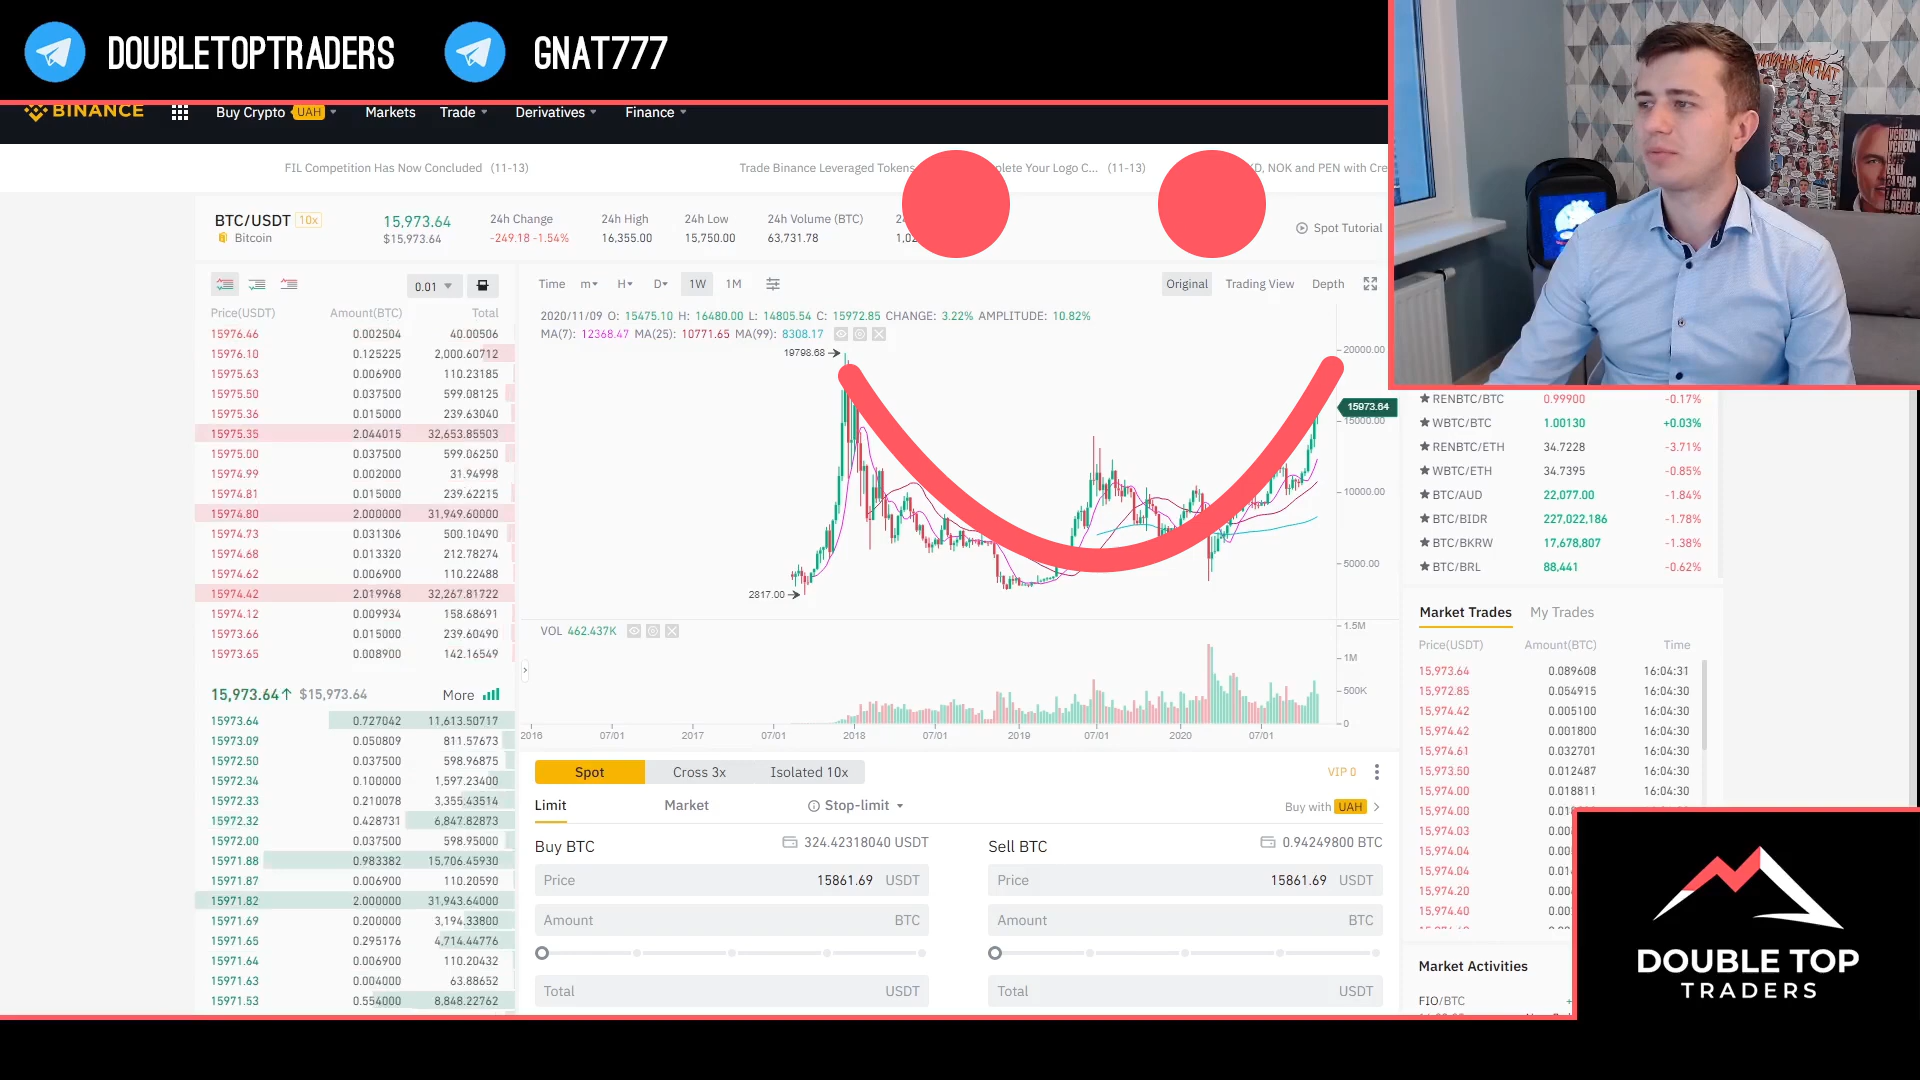 DOUBLETOPTRADERS GNAT777
BINANCE Buy Crypto UAH Markets Trade Derivatives Finance
FIL Competition Has Now Concluded (11-13) Trade Binance Leveraged Tokens Logo C... (11-13) NOK and PEN with Cre
BTC/USDT 10x 15,973.64 24h Change 24h High 24h Low 24h Volume (BTC)
Bitcoin $15,973.64 -249.18 -1.54% 16,355.00 15,750.00 63,731.78
Spot Tutorial
0.01
Price(USDT) Amount(BTC) Total
15976.46 0.002504 40.00506
15976.10 0.125225 2,000.60712
15975.63 0.006900 110.23185
15975.50 0.037500 599.08125
15975.36 0.015000 239.63040
15975.35 2.044015 32,653.85503
15975.00 0.037500 599.06250
15974.99 0.002000 31.94998
15974.81 0.015000 239.62215
15974.80 2.000000 31,949.60000
15974.73 0.031306 500.10490
15974.68 0.013320 212.78274
15974.62 0.006900 110.22488
15974.42 2.019968 32,267.81722
15974.12 0.009934 158.68691
15973.66 0.015000 239.60490
15973.65 0.008900 142.16549
15,973.64↑ $15,973.64 More
15973.64 0.727042 11,613.50717
15973.09 0.050809 811.57673
15972.50 0.037500 598.96875
15972.34 0.100000 1,597.23400
15972.33 0.210078 3,355.43514
15972.32 0.428731 6,847.82873
15972.00 0.037500 598.95000
15971.88 0.983382 15,706.45930
15971.87 0.006900 110.20590
15971.82 2.000000 31,943.64000
15971.69 0.200000 3,194.33800
15971.65 0.295176 4,714.44776
15971.64 0.006900 110.20432
15971.63 0.004000 63.88652
15971.53 0.554000 8,848.22762
Time m H D 1W 1M Original Trading View Depth
2020/11/09 O: 15475.10 H: 16480.00 L: 14805.54 C: 15972.85 CHANGE: 3.22% AMPLITUDE: 10.82%
MA(7): 12368.47 MA(25): 10771.65 MA(99): 8308.17
19798.68
20000.00
15973.64
15000.00
10000.00
5000.00
2817.00
VOL 462.437K
1.5M
1M
500K
0
2016 07/01 2017 07/01 2018 07/01 2019 07/01 2020 07/01
Spot Cross 3x Isolated 10x VIP 0
Limit Market Stop-limit Buy with UAH
Buy BTC 324.42318040 USDT Sell BTC 0.94249800 BTC
Price 15861.69 USDT Price 15861.69 USDT
Amount BTC Amount BTC
Total USDT Total USDT
RENBTC/BTC 0.99900 -0.17%
WBTC/BTC 1.00130 +0.03%
RENBTC/ETH 34.7228 -3.71%
WBTC/ETH 34.7395 -0.85%
BTC/AUD 22,077.00 -1.84%
BTC/BIDR 227,022,186 -1.78%
BTC/BKRW 17,678,807 -1.38%
BTC/BRL 88,441 -0.62%
Market Trades My Trades
Price(USDT) Amount(BTC) Time
15,973.64 0.089608 16:04:31
15,972.85 0.054915 16:04:30
15,974.42 0.005100 16:04:30
15,974.42 0.001800 16:04:30
15,974.61 0.032701 16:04:30
15,973.50 0.012487 16:04:30
15,974.00 0.018811 16:04:30
15,974.00
15,974.03
15,974.04
15,974.04
15,974.20
15,974.40
Market Activities
FIO/BTC
DOUBLE TOP
TRADERS